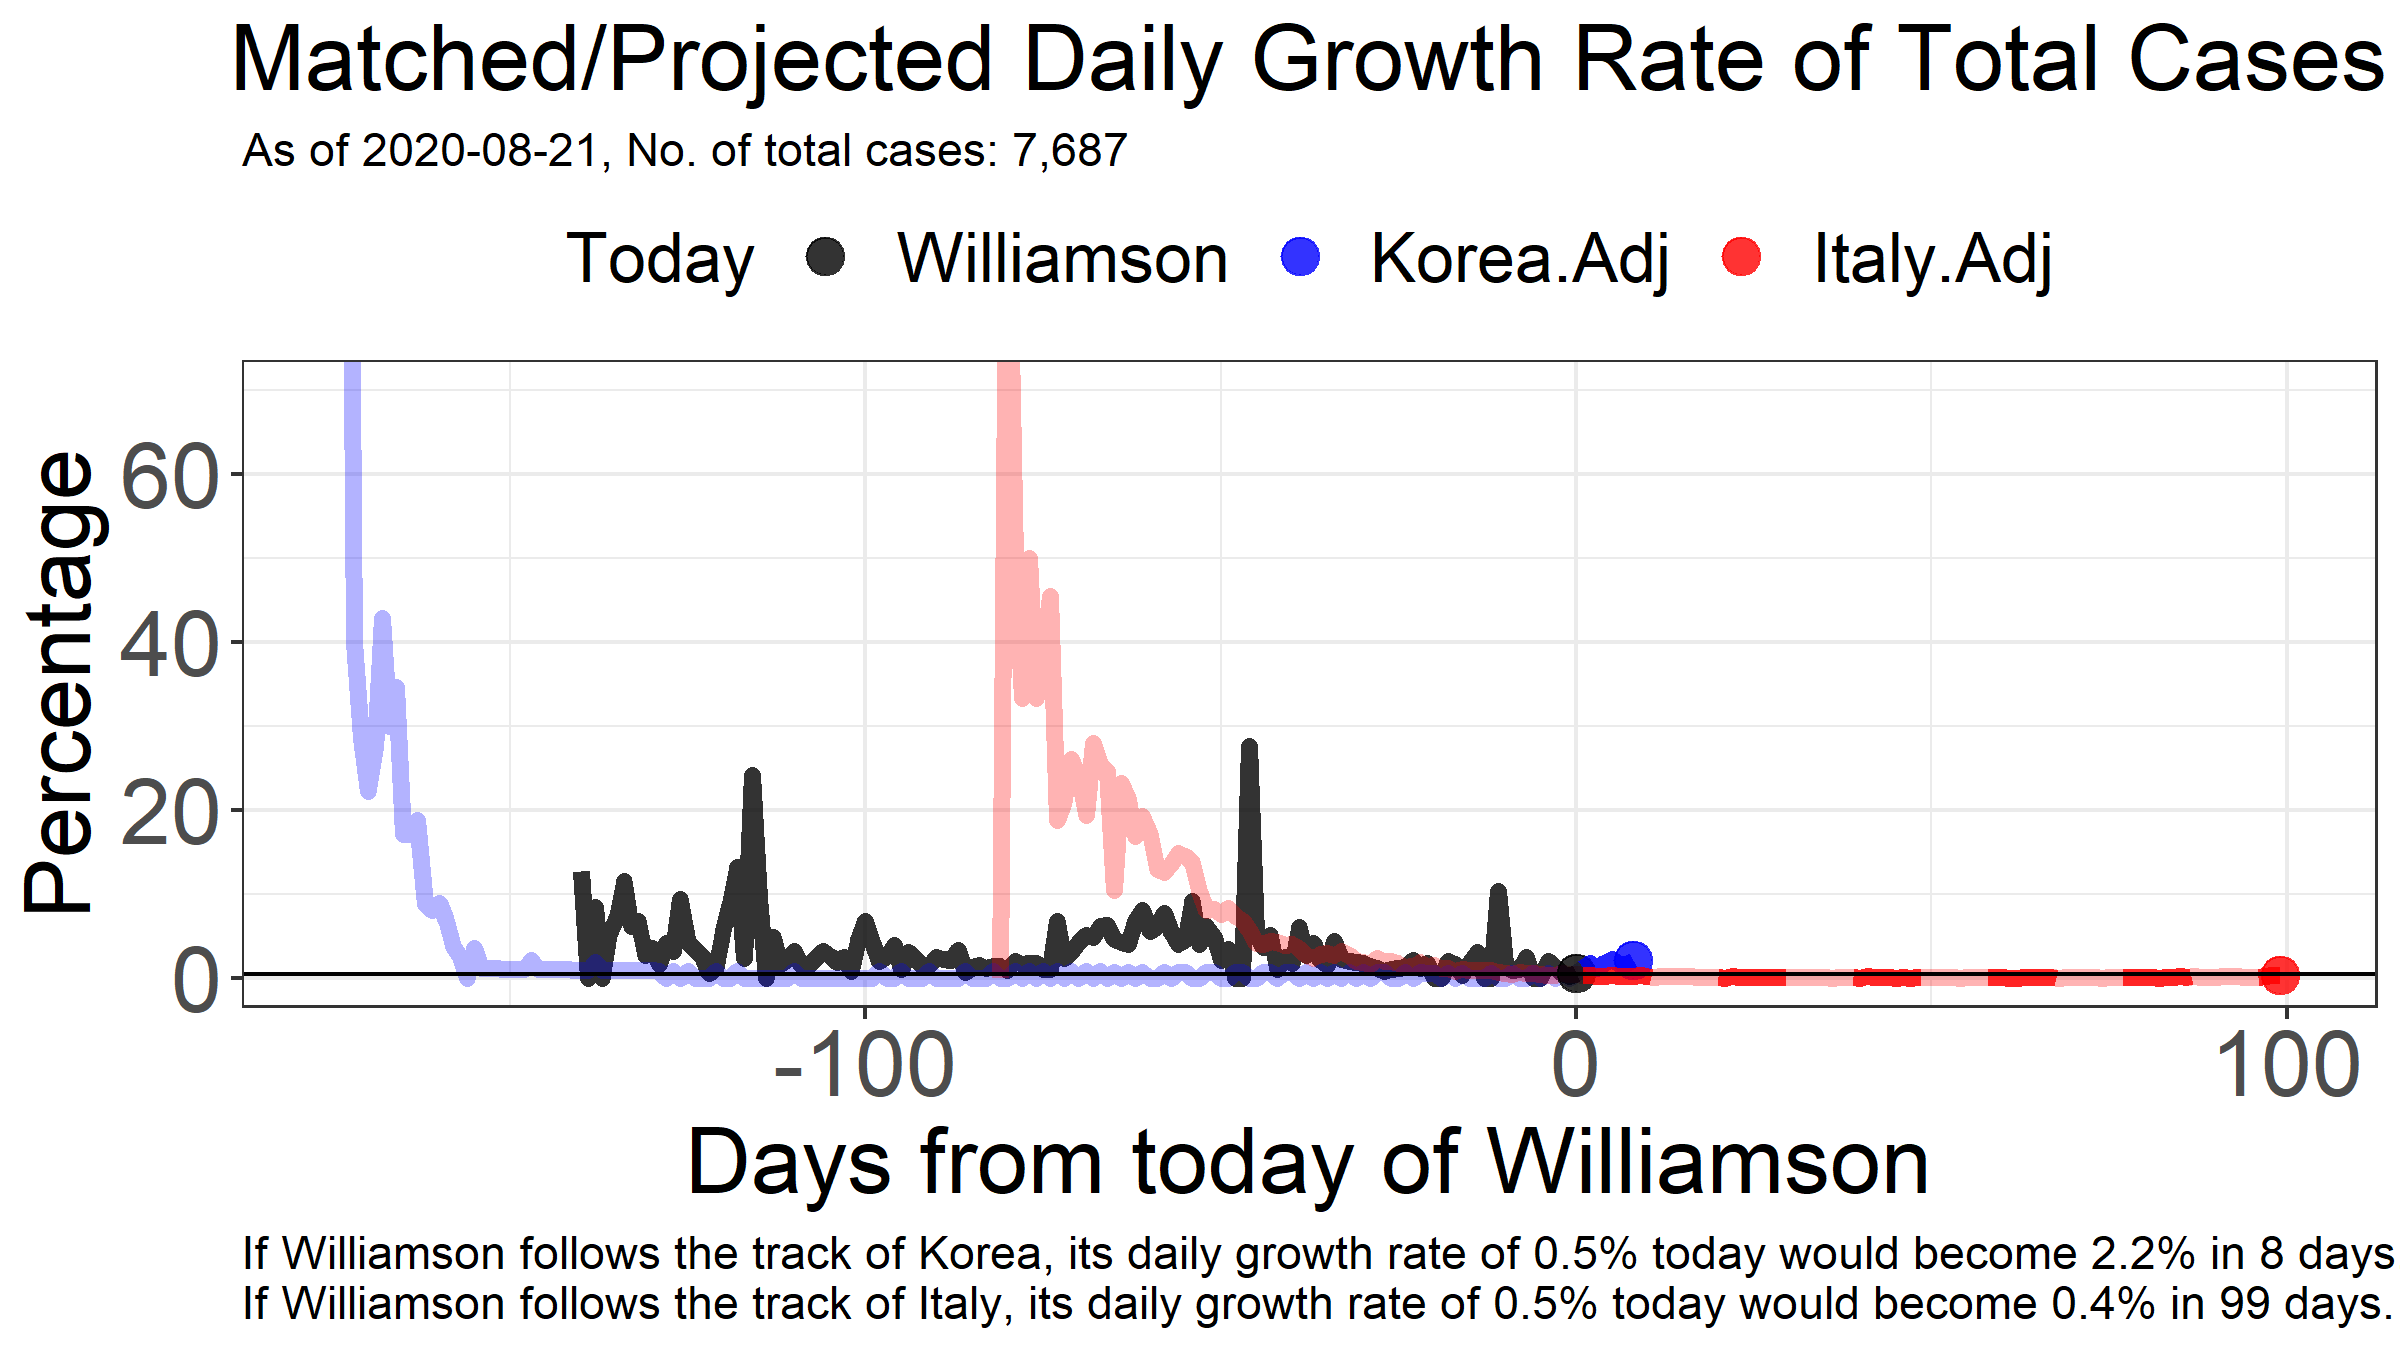 Matched/Projected Daily Growth Rate of Total Cases
As of 2020-08-21, No. of total cases: 7,687
Today Williamson Korea.Adj Italy.Adj
Percentage
60
40
20
0
-100 0 100
Days from today of Williamson
If Williamson follows the track of Korea, its daily growth rate of 0.5% today would become 2.2% in 8 days
If Williamson follows the track of Italy, its daily growth rate of 0.5% today would become 0.4% in 99 days.